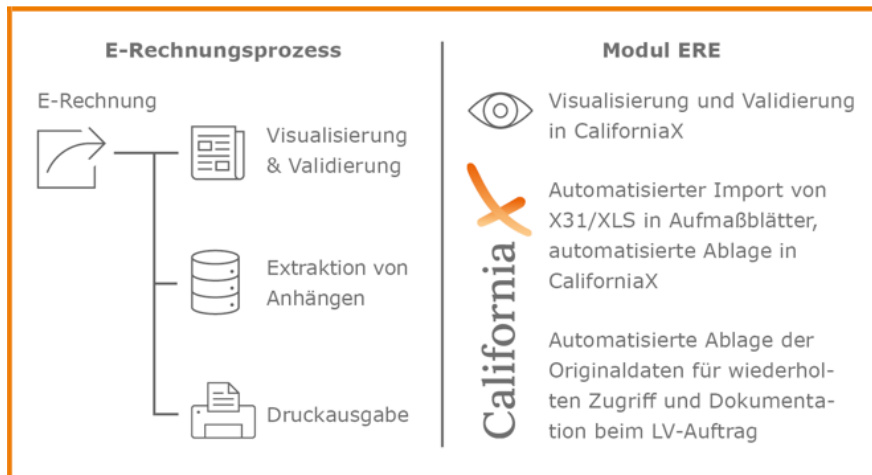 E-Rechnungsprozess
E-Rechnung
Visualisierung
& Validierung
Extraktion von
Anhängen
Druckausgabe
Modul ERE
Visualisierung und Validierung
in CaliforniaX
CaliforniaX
Automatisierter Import von
X31/XLS in Aufmaßblätter,
automatisierte Ablage in
CaliforniaX
Automatisierte Ablage der
Originaldaten für wiederhol-
ten Zugriff und Dokumenta-
tion beim LV-Auftrag